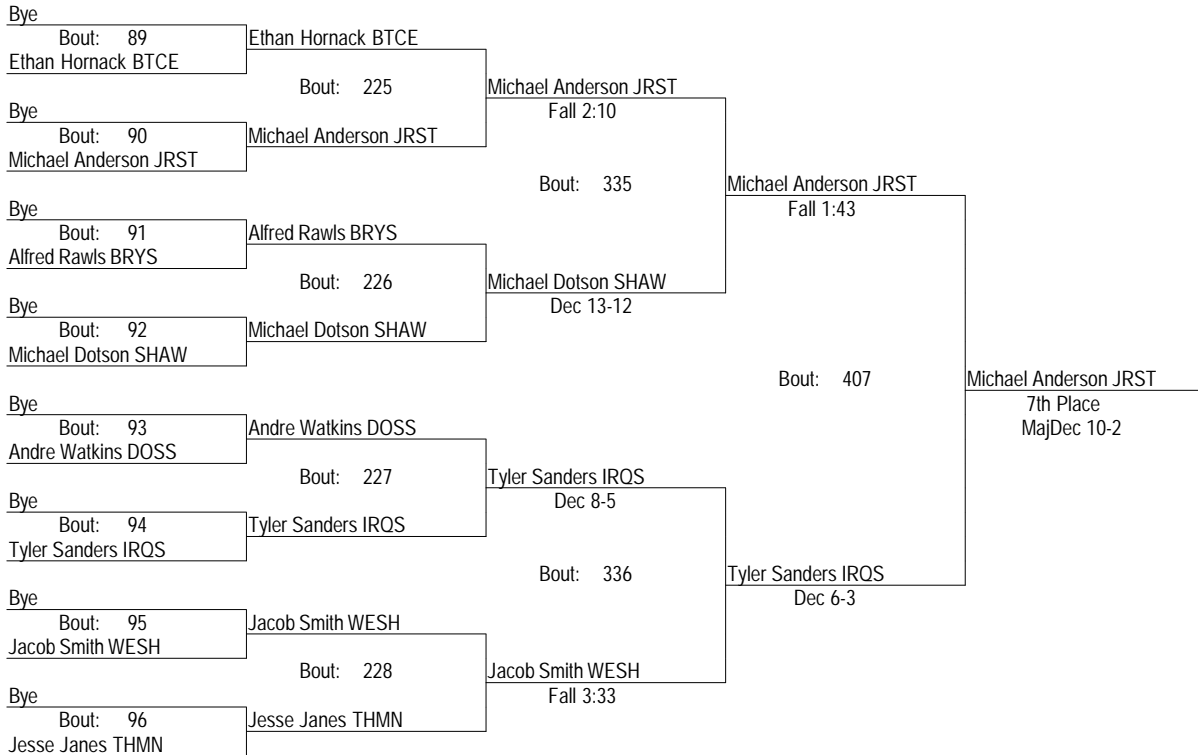 Bye
Bout: 89
Ethan Hornack BTCE
Ethan Hornack BTCE
Bout: 225
Michael Anderson JRST
Fall 2:10
Bye
Bout: 90
Michael Anderson JRST
Michael Anderson JRST
Bout: 335
Michael Anderson JRST
Fall 1:43
Bye
Bout: 91
Alfred Rawls BRYS
Alfred Rawls BRYS
Bout: 226
Michael Dotson SHAW
Dec 13-12
Bye
Bout: 92
Michael Dotson SHAW
Michael Dotson SHAW
Bout: 407
Michael Anderson JRST
7th Place
MajDec 10-2
Bye
Bout: 93
Andre Watkins DOSS
Andre Watkins DOSS
Bout: 227
Tyler Sanders IRQS
Dec 8-5
Bye
Bout: 94
Tyler Sanders IRQS
Tyler Sanders IRQS
Bout: 336
Tyler Sanders IRQS
Dec 6-3
Bye
Bout: 95
Jacob Smith WESH
Jacob Smith WESH
Bout: 228
Jacob Smith WESH
Fall 3:33
Bye
Bout: 96
Jesse Janes THMN
Jesse Janes THMN